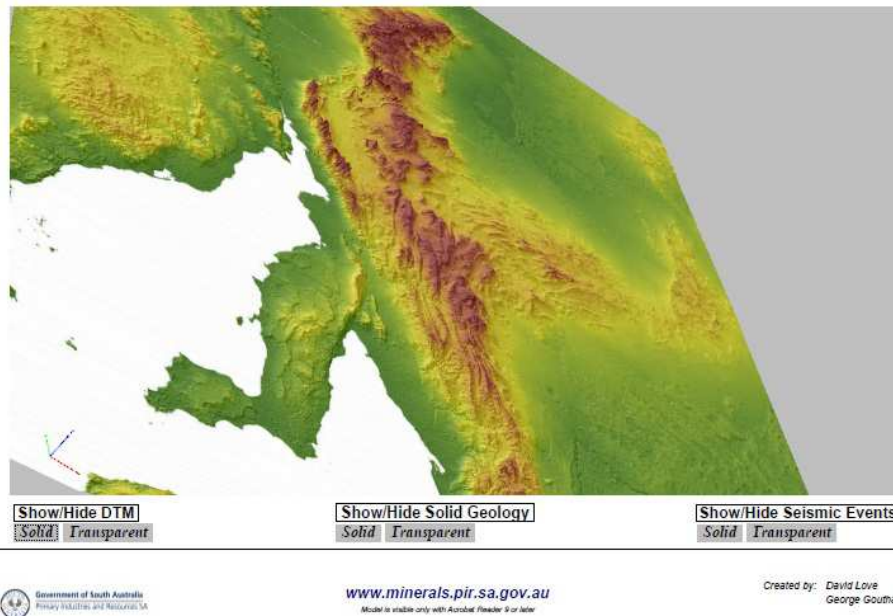 Show/Hide DTM
Solid Transparent
Show/Hide Solid Geology
Solid Transparent
Show/Hide Seismic Events
Solid Transparent
Government of South Australia
Primary Industries and Resources SA
www.minerals.pir.sa.gov.au
Model is visible only with Acrobat Reader 9 or later
Created by: David Love
George Gouthe